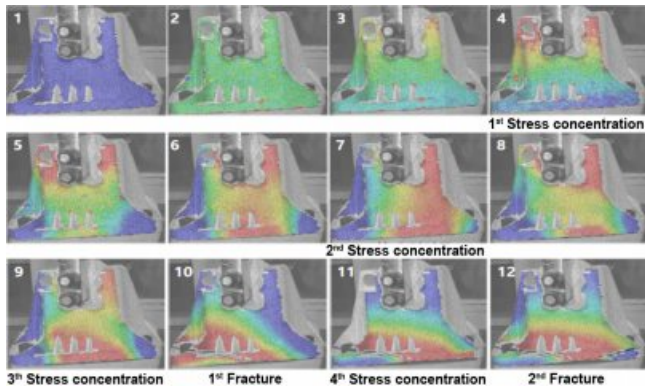 1 2 3 4
1st Stress concentration
5 6 7 8
2nd Stress concentration
9 10 11 12
3th Stress concentration 1st Fracture 4th Stress concentration 2nd Fracture